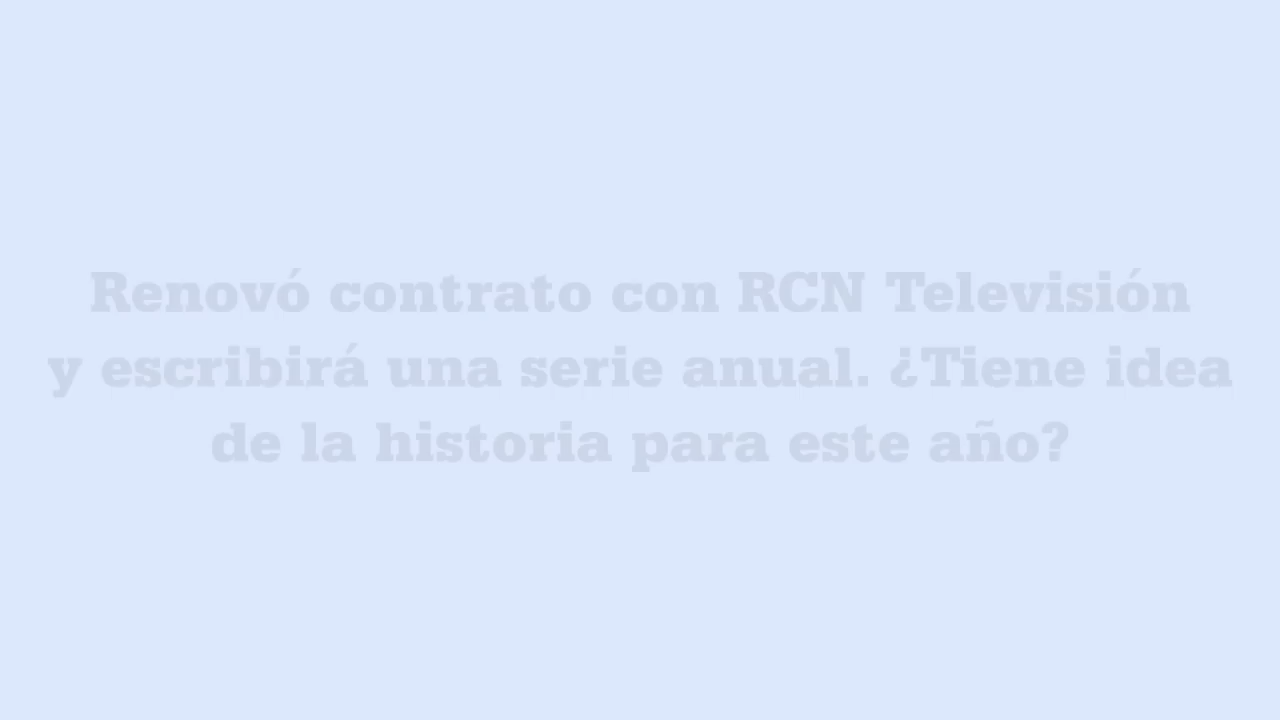 Renovó contrato con RCN Televisión
y escribirá una serie anual. ¿Tiene idea
de la historia para este año?